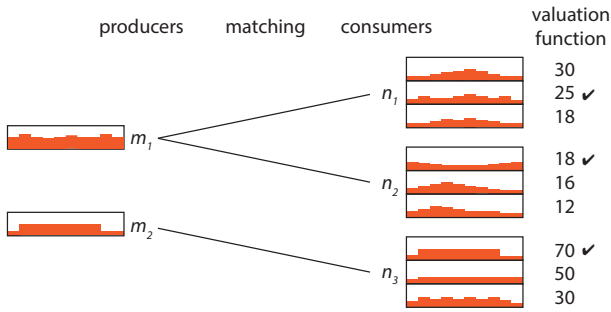 producers matching consumers valuation function
m1
m2
n1
30
25 ✔
18
n2
18 ✔
16
12
n3
70 ✔
50
30